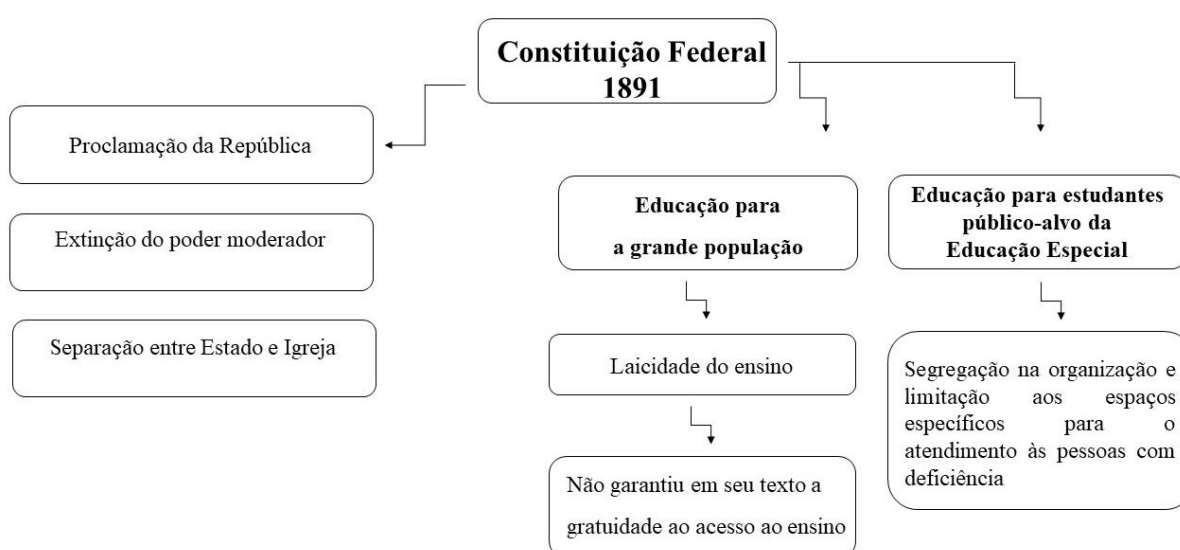 Constituição Federal
1891
Proclamação da República
Extinção do poder moderador
Separação entre Estado e Igreja
Educação para
a grande população
Laicidade do ensino
Não garantiu em seu texto a
gratuidade ao acesso ao ensino
Educação para estudantes
público-alvo da
Educação Especial
Segregação na organização e
limitação aos espaços
específicos para o
atendimento às pessoas com
deficiência